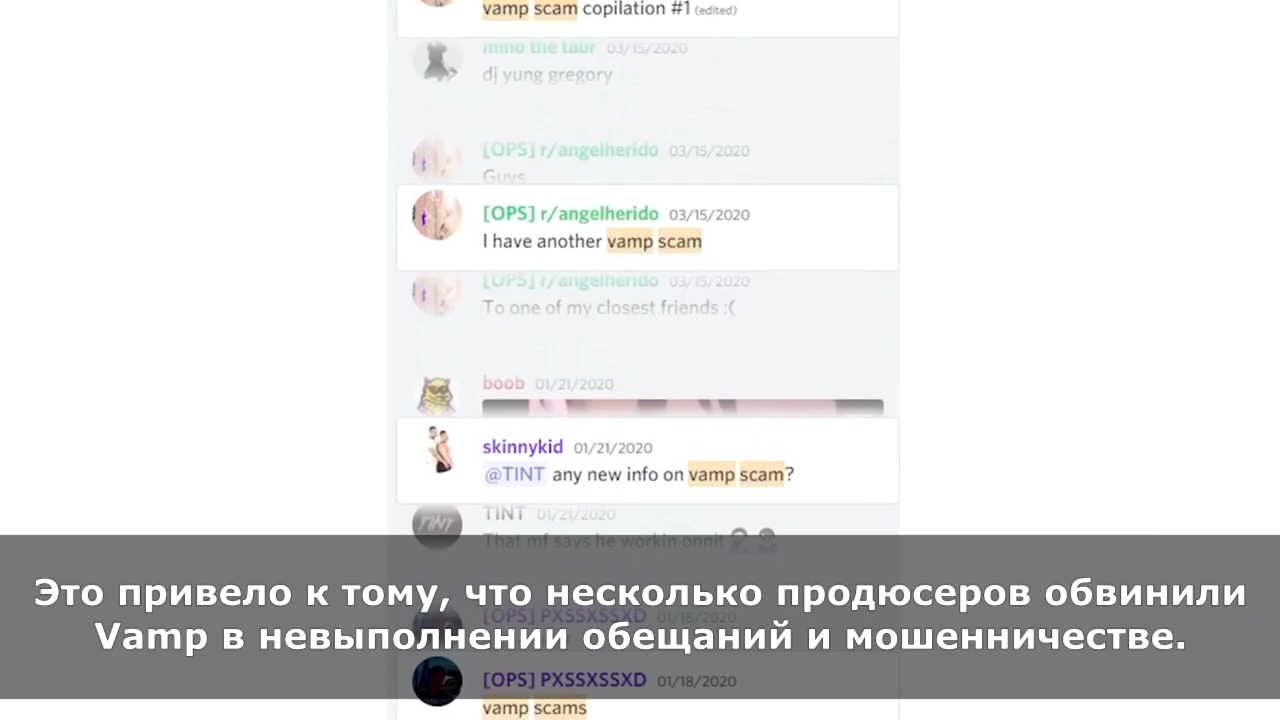 vamp scam copilation #1 (edited)
mino the taur 03/15/2020
dj yung gregory
[OPS] r/angelherido 03/15/2020
Guys
[OPS] r/angelherido 03/15/2020
I have another vamp scam
[OPS] r/angelherido 03/15/2020
To one of my closest friends :(
boob 01/21/2020
skinnykid 01/21/2020
@TINT any new info on vamp scam?
TINT
TINT 01/21/2020
That mf says he workin onnit
[OPS] PXSSXSSXD 01/18/2020
Это привело к тому, что несколько продюсеров обвинили
Vamp в невыполнении обещаний и мошенничестве.
[OPS] PXSSXSSXD 01/18/2020
vamp scams